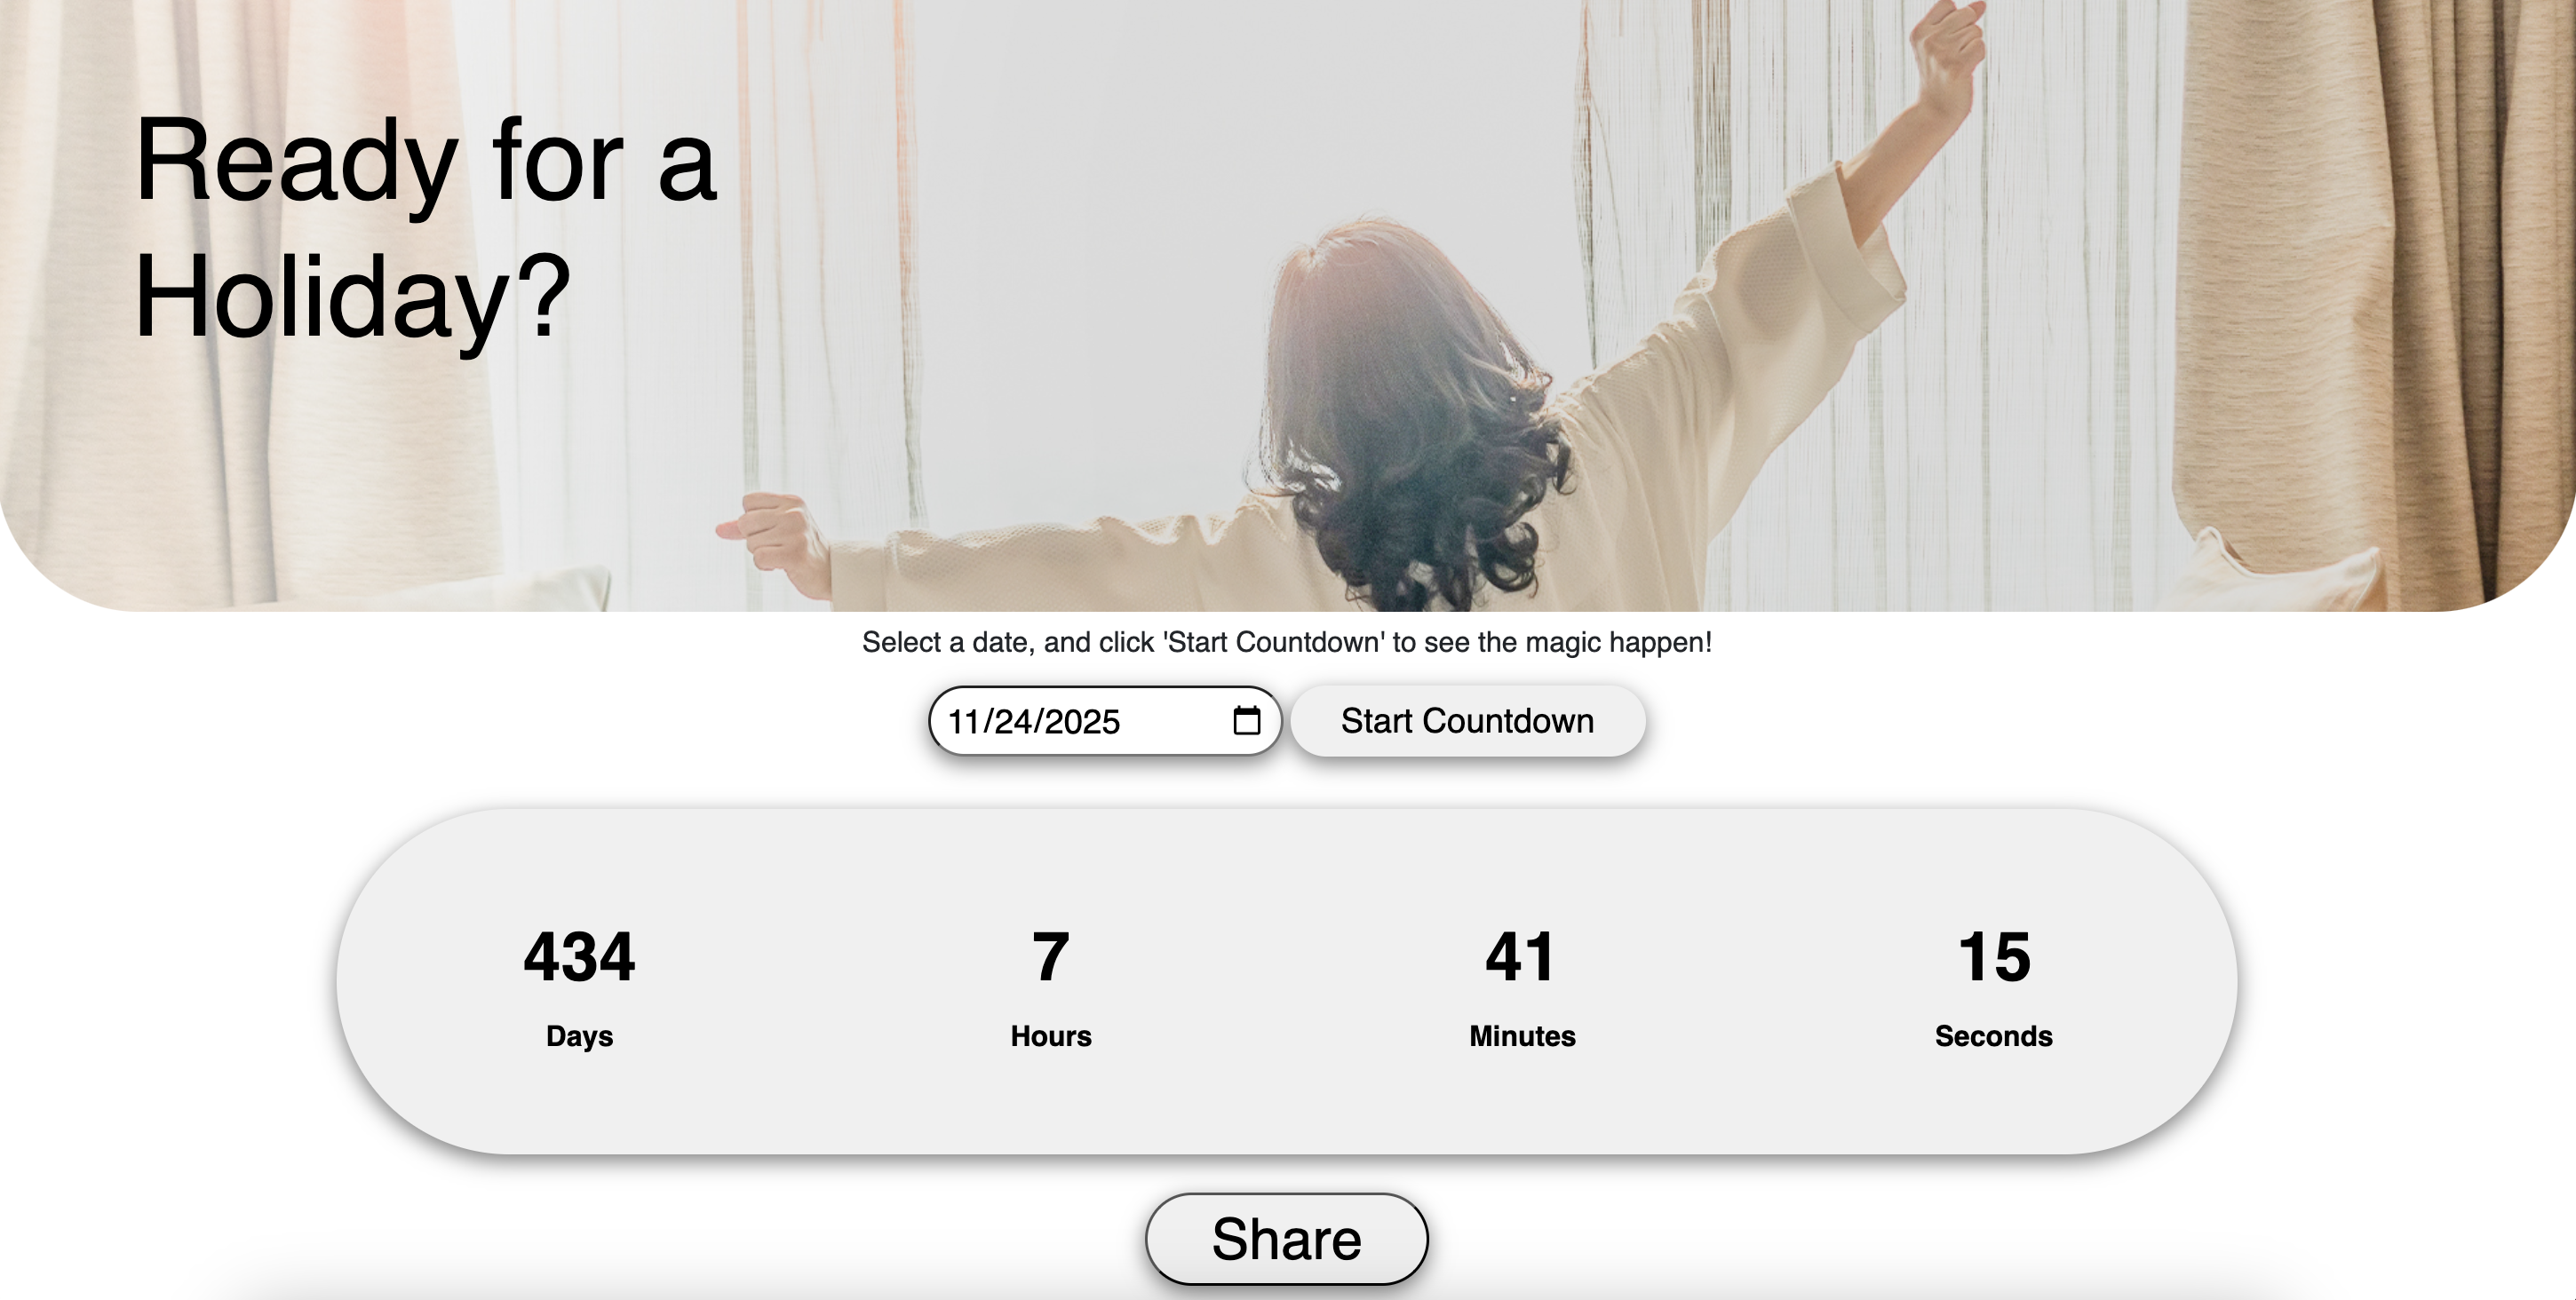 Ready for a
Holiday?
Select a date, and click 'Start Countdown' to see the magic happen!
11/24/2025
Start Countdown
434 7 41 15
Days Hours Minutes Seconds
Share